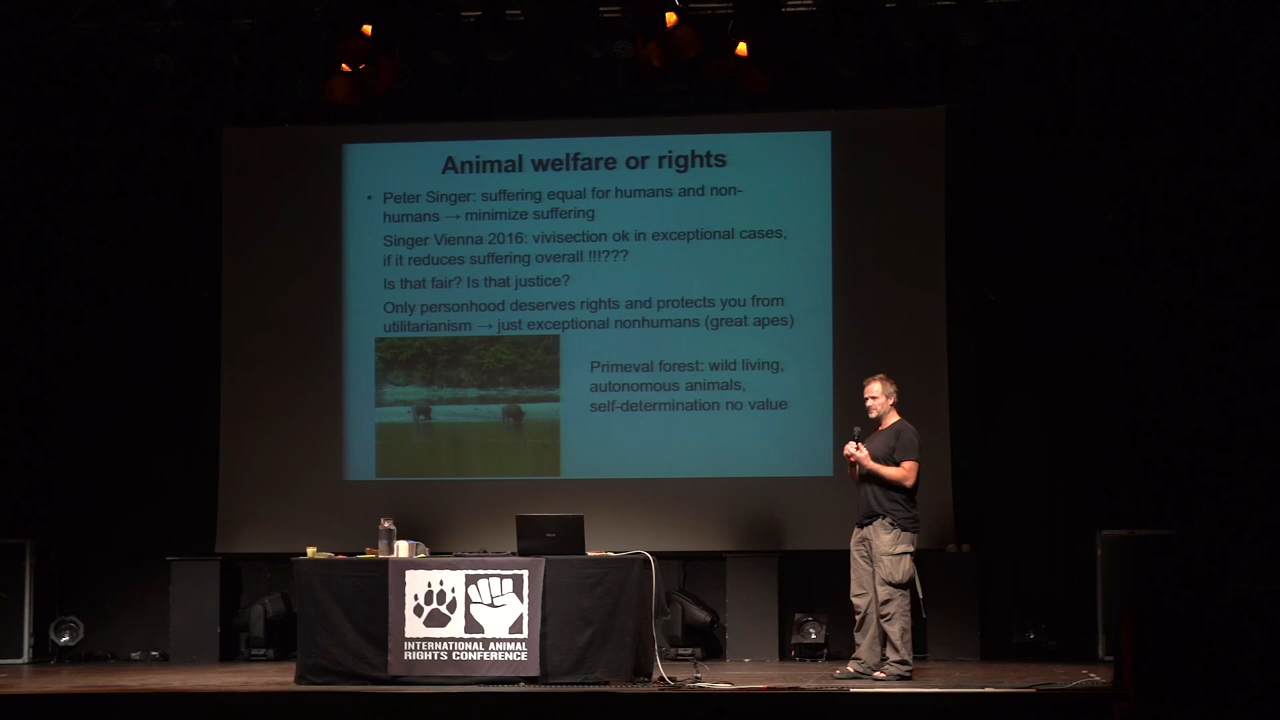 Animal welfare or rights
• Peter Singer: suffering equal for humans and non-
humans → minimize suffering
Singer Vienna 2016: vivisection ok in exceptional cases,
if it reduces suffering overall !!!???
Is that fair? Is that justice?
Only personhood deserves rights and protects you from
utilitarianism → just exceptional nonhumans (great apes)
Primeval forest: wild living,
autonomous animals,
self-determination no value
INTERNATIONAL ANIMAL
RIGHTS CONFERENCE